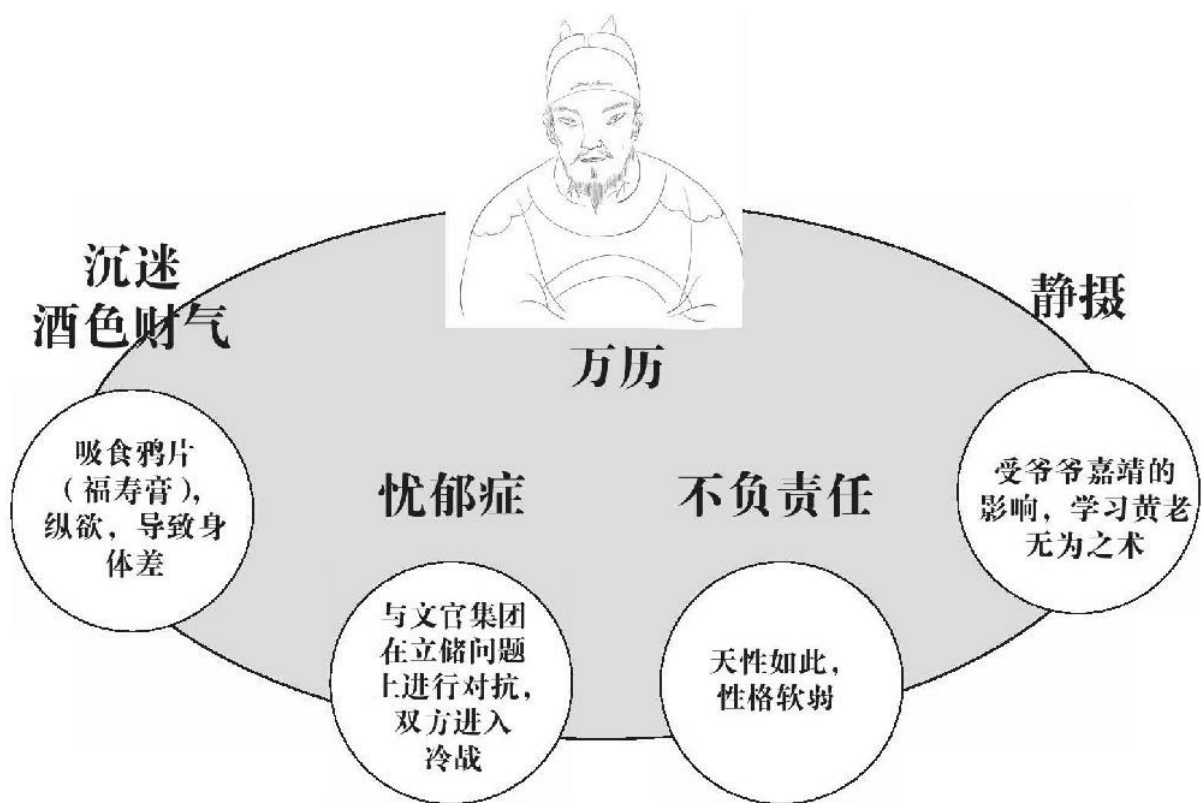 沉迷
酒色财气
静摄
万历
吸食鸦片
（福寿膏），
纵欲，导致身
体差
忧郁症
不负责任
受爷爷嘉靖的
影响，学习黄老
无为之术
与文官集团
在立储问题
上进行对抗，
双方进入
冷战
天性如此，
性格软弱